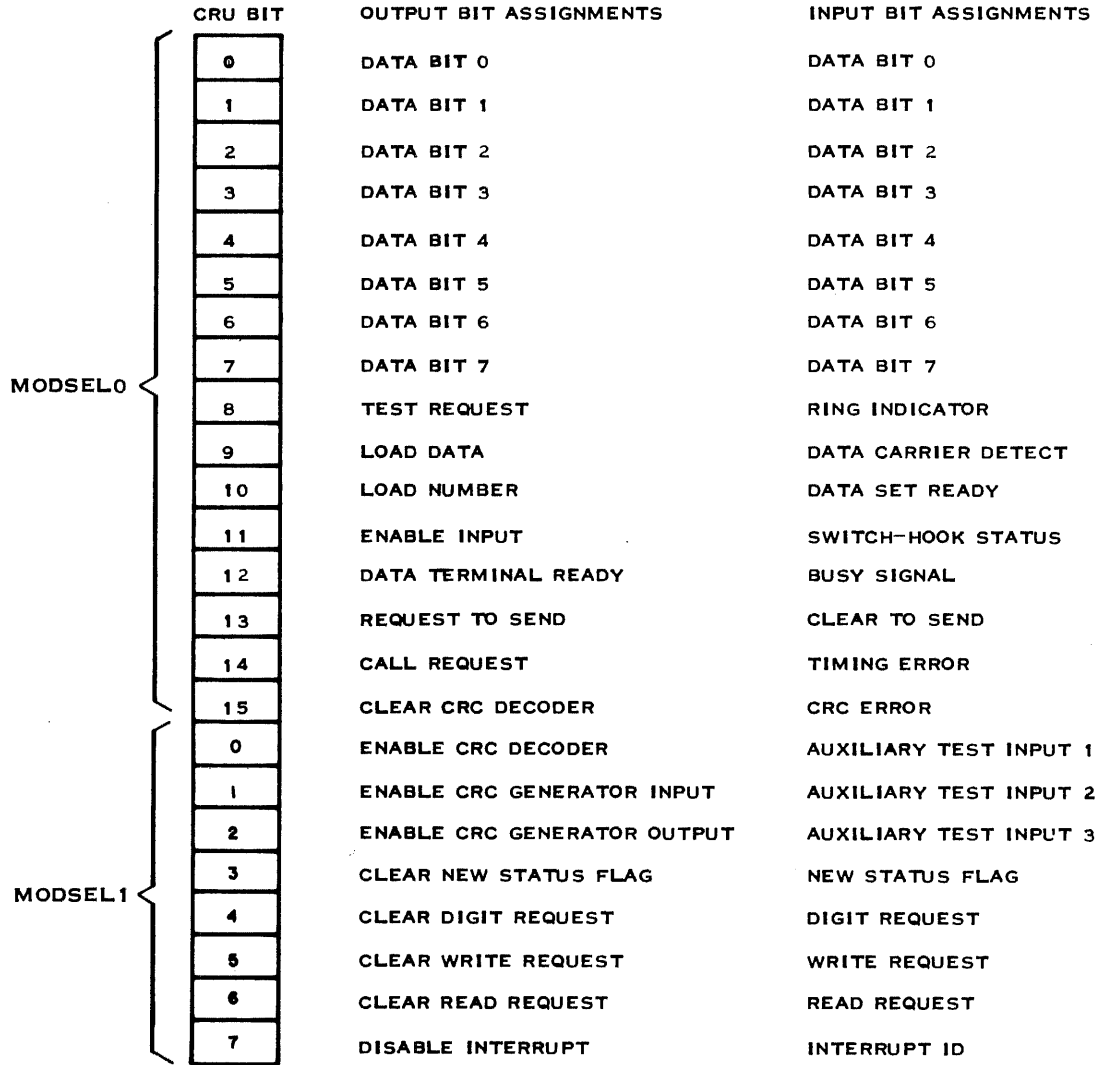 CRU BIT OUTPUT BIT ASSIGNMENTS INPUT BIT ASSIGNMENTS
0 DATA BIT 0 DATA BIT 0
1 DATA BIT 1 DATA BIT 1
2 DATA BIT 2 DATA BIT 2
3 DATA BIT 3 DATA BIT 3
4 DATA BIT 4 DATA BIT 4
5 DATA BIT 5 DATA BIT 5
6 DATA BIT 6 DATA BIT 6
7 DATA BIT 7 DATA BIT 7
MODSEL0
8 TEST REQUEST RING INDICATOR
9 LOAD DATA DATA CARRIER DETECT
10 LOAD NUMBER DATA SET READY
11 ENABLE INPUT SWITCH-HOOK STATUS
12 DATA TERMINAL READY BUSY SIGNAL
13 REQUEST TO SEND CLEAR TO SEND
14 CALL REQUEST TIMING ERROR
15 CLEAR CRC DECODER CRC ERROR
0 ENABLE CRC DECODER AUXILIARY TEST INPUT 1
1 ENABLE CRC GENERATOR INPUT AUXILIARY TEST INPUT 2
2 ENABLE CRC GENERATOR OUTPUT AUXILIARY TEST INPUT 3
3 CLEAR NEW STATUS FLAG NEW STATUS FLAG
MODSEL1
4 CLEAR DIGIT REQUEST DIGIT REQUEST
5 CLEAR WRITE REQUEST WRITE REQUEST
6 CLEAR READ REQUEST READ REQUEST
7 DISABLE INTERRUPT INTERRUPT ID